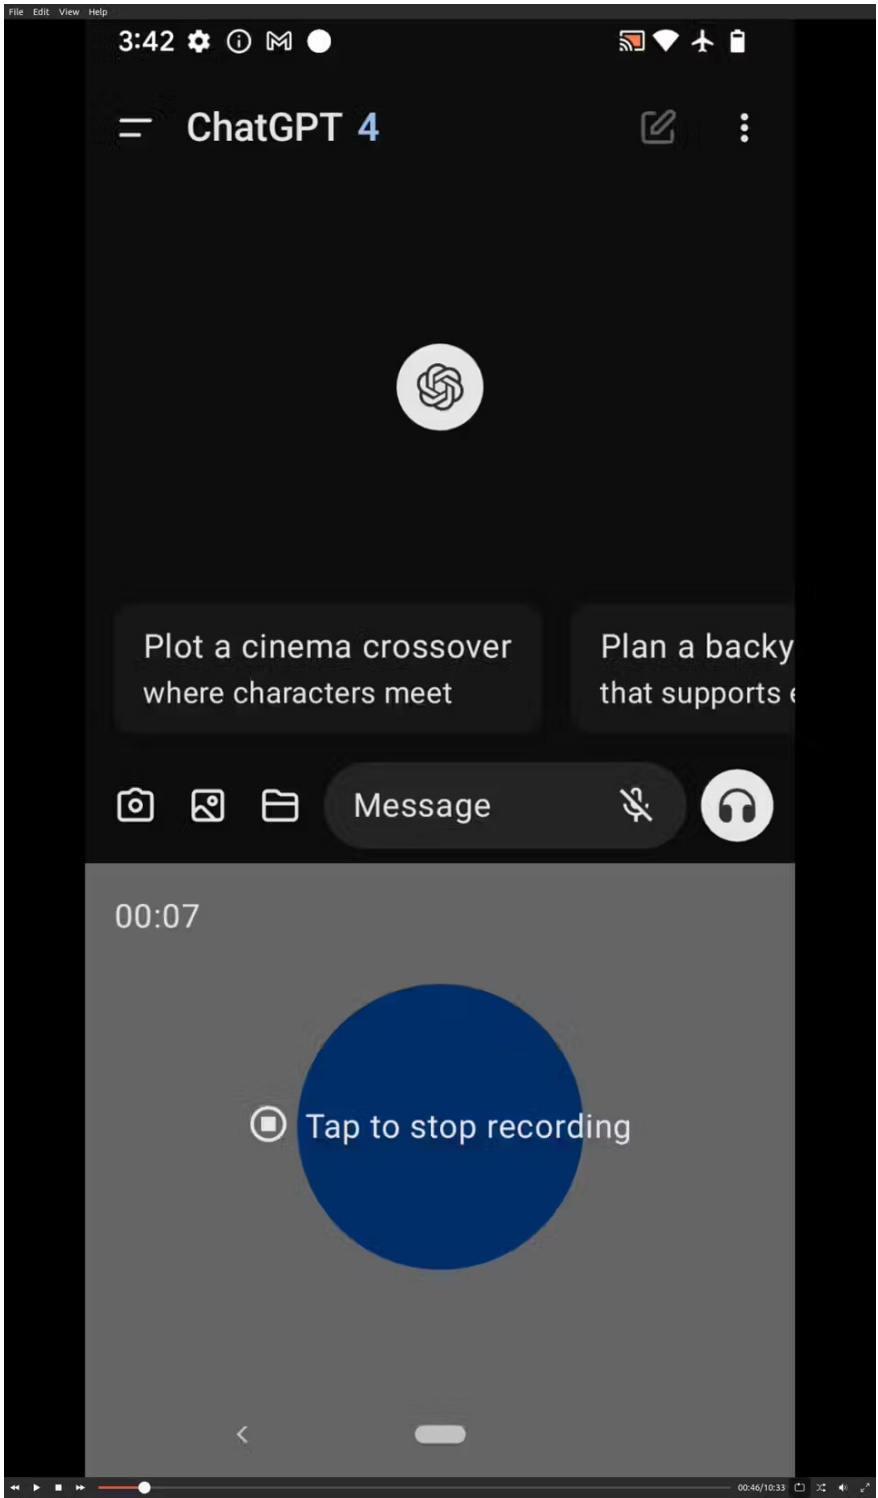 File Edit View Help
3:42
ChatGPT 4
Plot a cinema crossover
where characters meet
Plan a backy
that supports
Message
00:07
Tap to stop recording
00:46/10:33